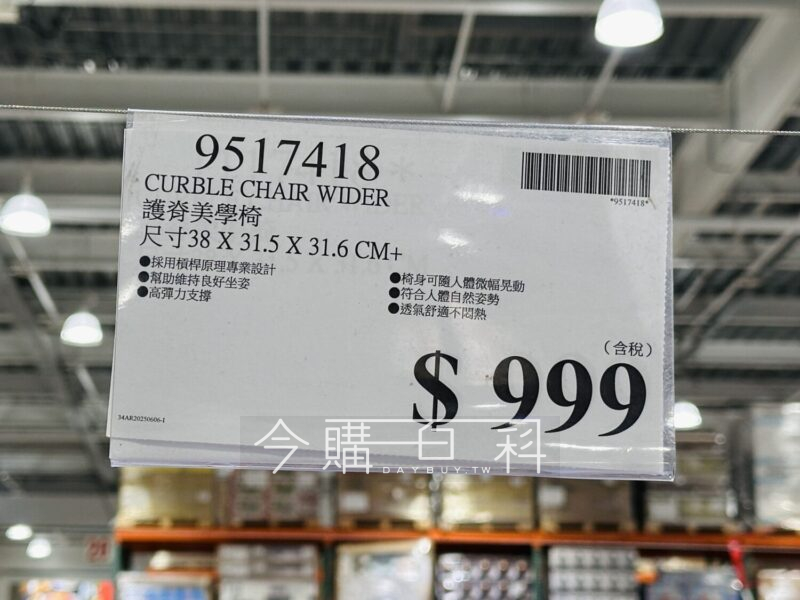 9517418
*9517418*
CURBLE CHAIR WIDER
護脊美學椅
尺寸38 X 31.5 X 31.6 CM+
●採用槓桿原理專業設計
●幫助維持良好坐姿
●高彈力支撐
●椅身可隨人體微幅晃動
●符合人體自然姿勢
●透氣舒適不悶熱
(含稅)
$ 999
34AR20250606-1
今購百科
DAYBUY.TW